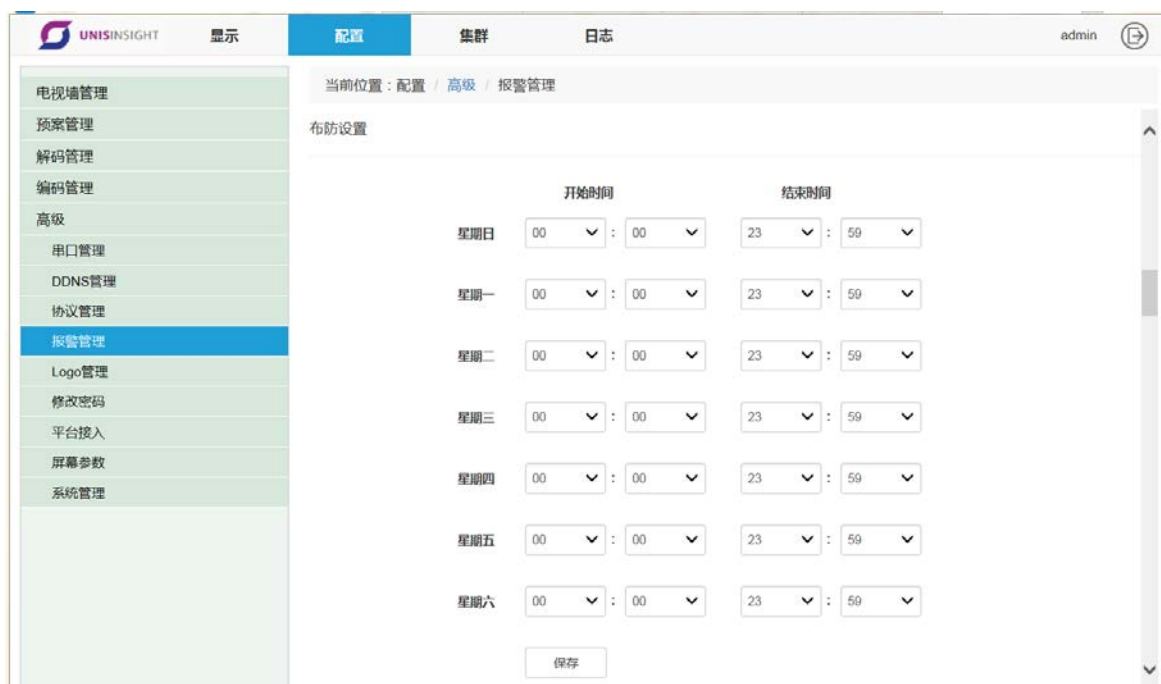 UNISINSIGHT 显示 配置 集群 日志 admin
当前位置：配置 / 高级 / 报警管理
电视墙管理
预案管理
解码管理
编码管理
高级
串口管理
DDNS管理
协议管理
报警管理
Logo管理
修改密码
平台接入
屏幕参数
系统管理
布防设置
开始时间 结束时间
星期日 00 : 00 23 : 59
星期一 00 : 00 23 : 59
星期二 00 : 00 23 : 59
星期三 00 : 00 23 : 59
星期四 00 : 00 23 : 59
星期五 00 : 00 23 : 59
星期六 00 : 00 23 : 59
保存